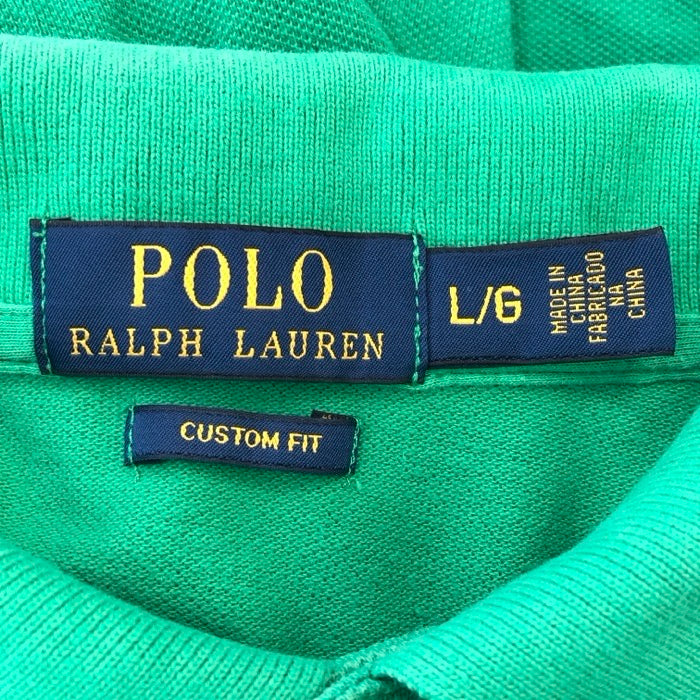 POLO
RALPH LAUREN
L/G
MADE IN
CHINA
FABRICADO
NA
CHINA
CUSTOM FIT